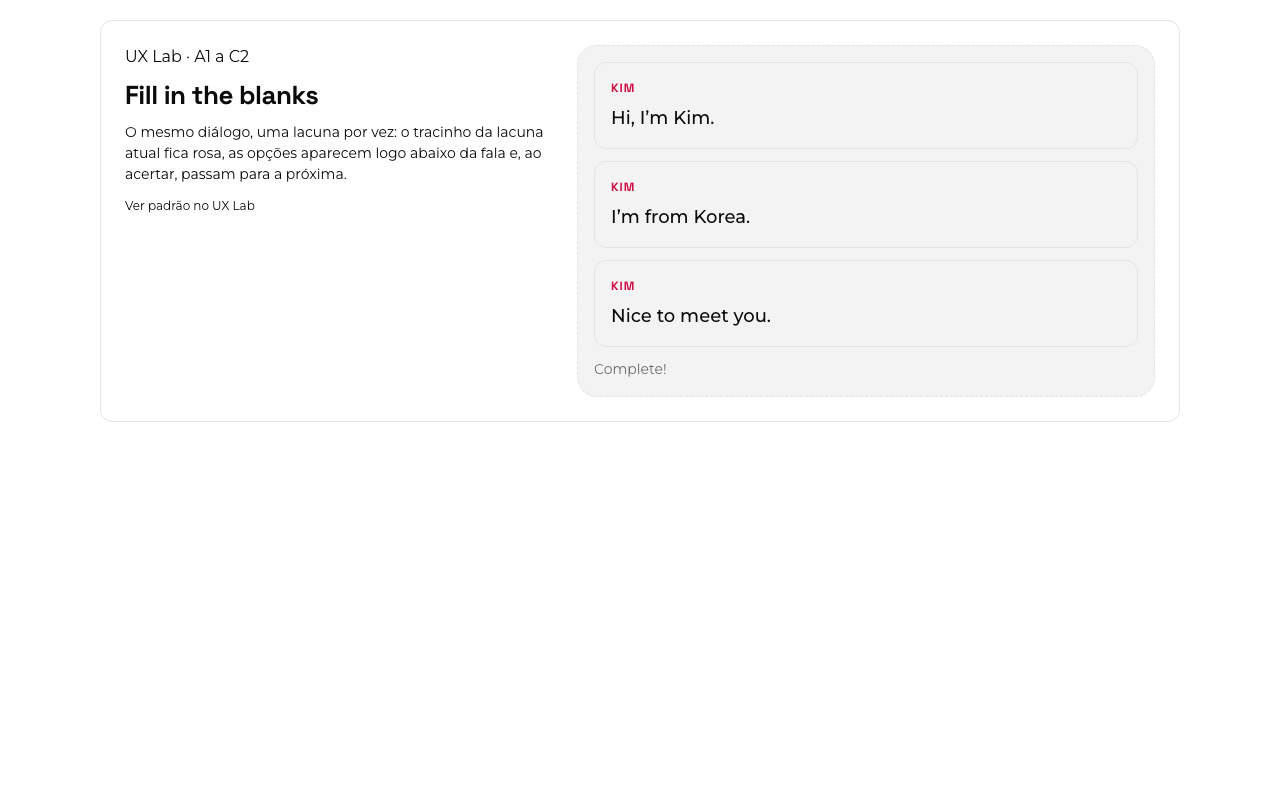 UX Lab · A1 a C2
Fill in the blanks
O mesmo diálogo, uma lacuna por vez: o tracinho da lacuna
atual fica rosa, as opções aparecem logo abaixo da fala e, ao
acertar, passam para a próxima.
Ver padrão no UX Lab
KIM
Hi, I’m Kim.
KIM
I’m from Korea.
KIM
Nice to meet you.
Complete!